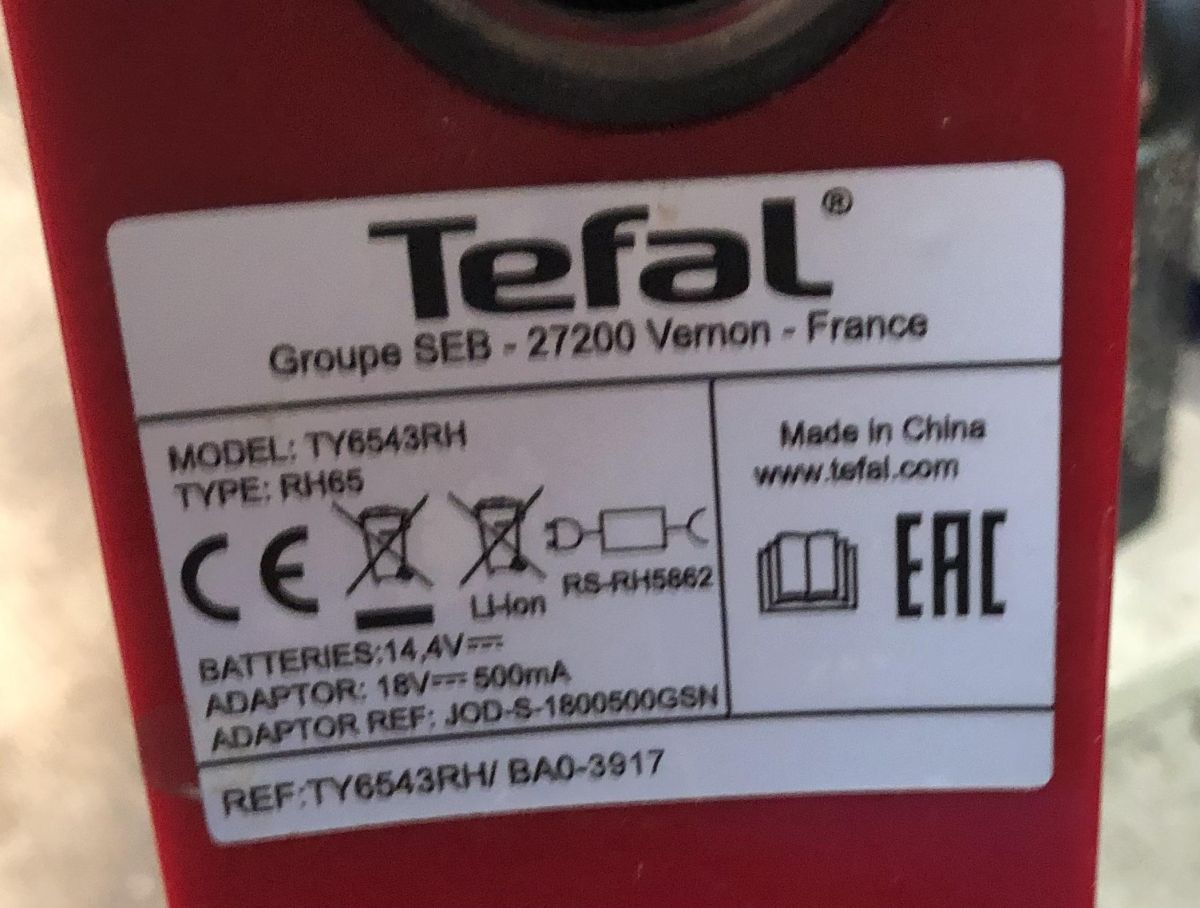 Tefal®
Groupe SEB - 27200 Vernon - France
MODEL: TY6543RH
TYPE: RH65
CE
Li-Ion
RS-RH5862
BATTERIES:14,4V⎓
ADAPTOR: 18V⎓ 500mA
ADAPTOR REF: JOD-S-1800500GSN
Made in China
www.tefal.com
EAC
REF:TY6543RH/ BA0-3917